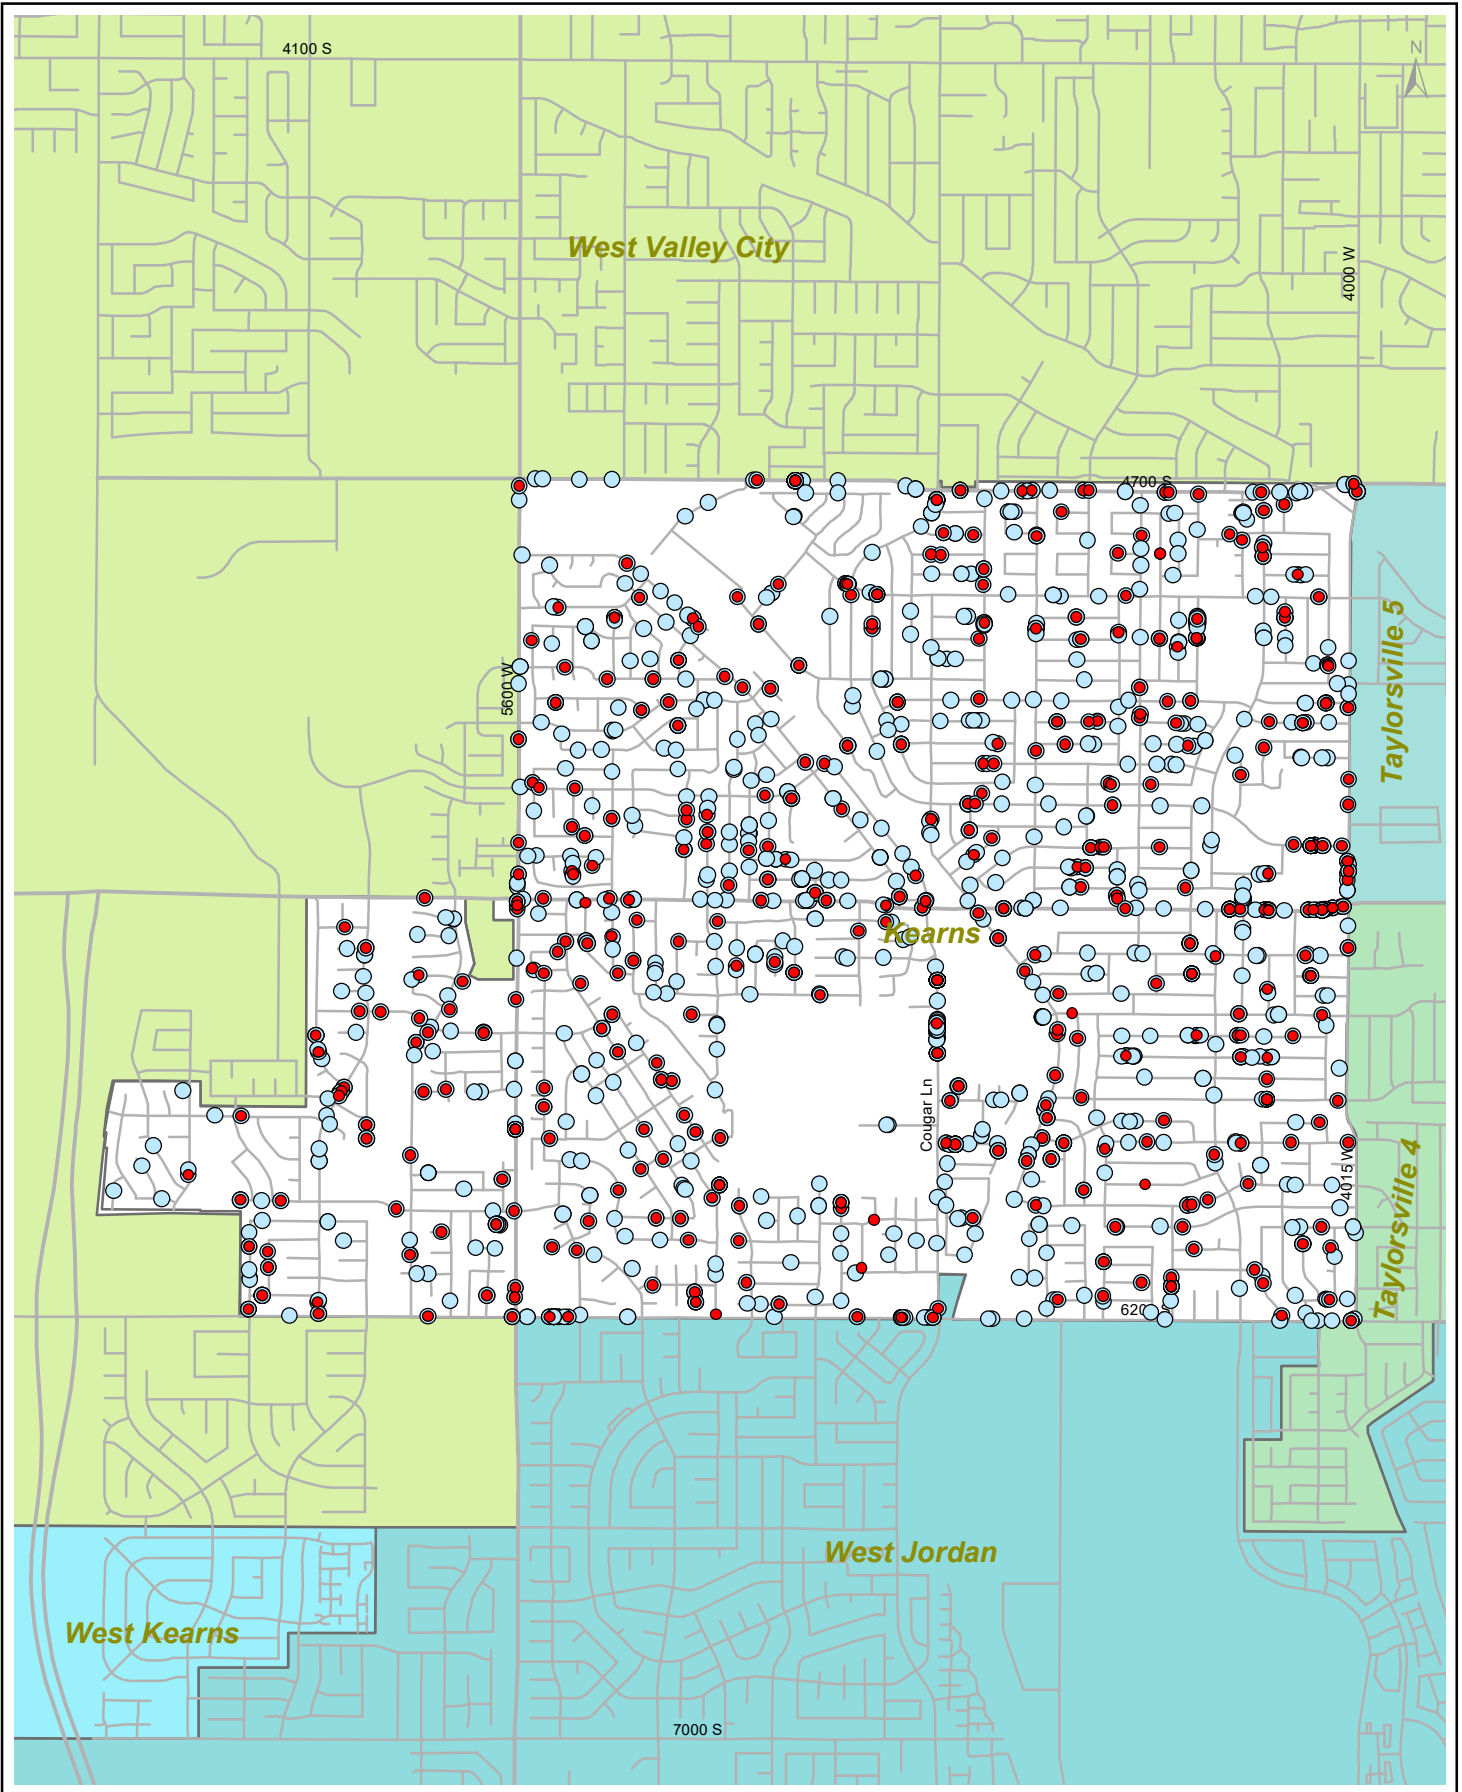 4100 S
N
West Valley City
4000 W
4700 S
Taylorsville 5
5600 W
Kearns
Cougar Ln
4015 W
Taylorsville 4
West Jordan
West Kearns
7000 S